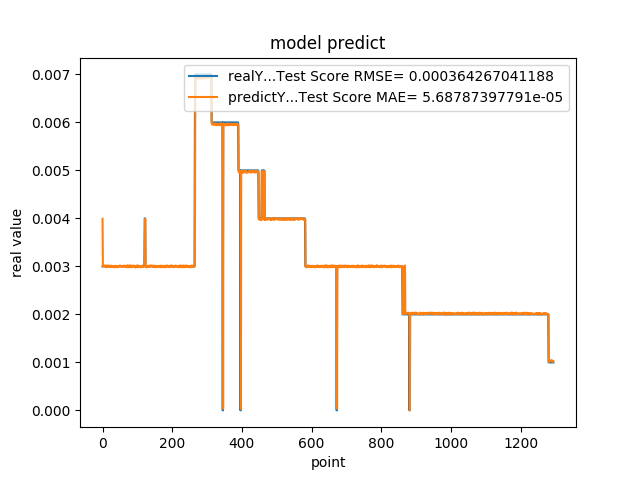 model predict
realY...Test Score RMSE= 0.000364267041188
predictY...Test Score MAE= 5.68787397791e-05
0.007
0.006
0.005
0.004
0.003
0.002
0.001
0.000
real value
0 200 400 600 800 1000 1200
point